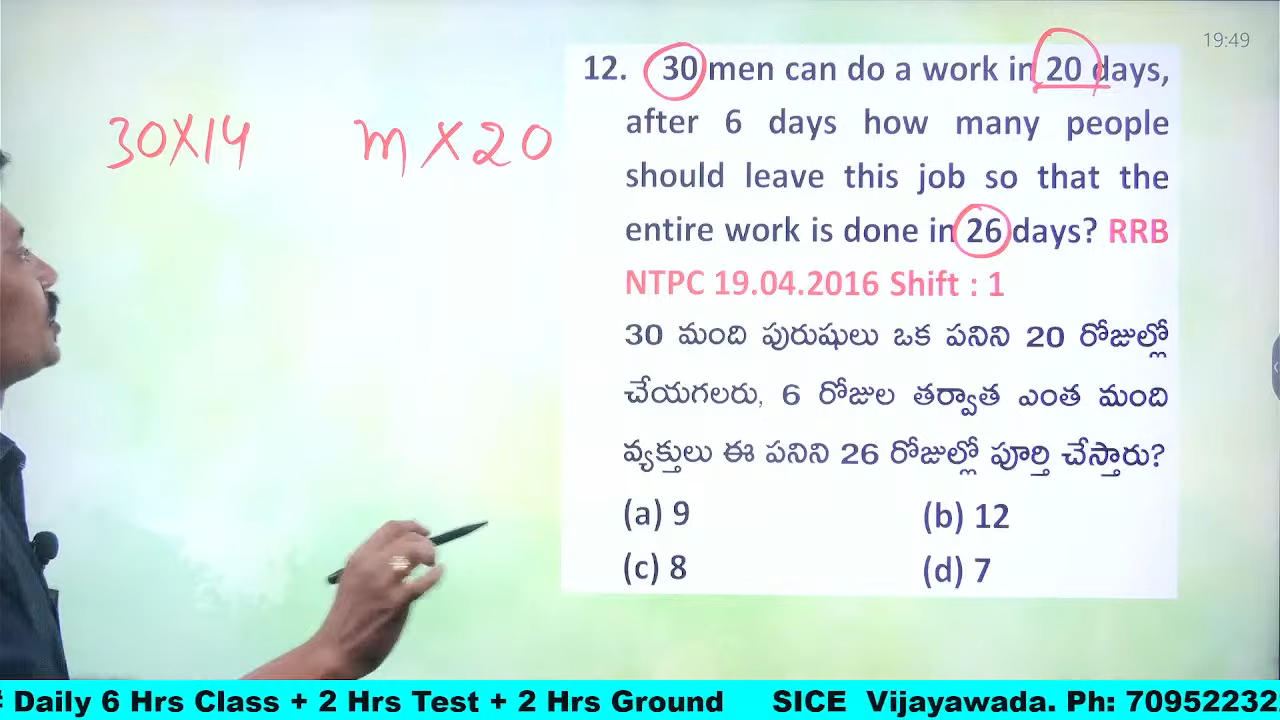 19:49
12. 30 men can do a work in 20 days,
after 6 days how many people
should leave this job so that the
entire work is done in 26 days? RRB
NTPC 19.04.2016 Shift : 1
30 మంది పురుషులు ఒక పనిని 20 రోజుల్లో
చేయగలరు, 6 రోజుల తర్వాత ఎంత మంది
వ్యక్తులు ఈ పనిని 26 రోజుల్లో పూర్తి చేస్తారు?
(a) 9 (b) 12
(c) 8 (d) 7
30X14 m X 20
# Daily 6 Hrs Class + 2 Hrs Test + 2 Hrs Ground SICE Vijayawada. Ph: 70952232